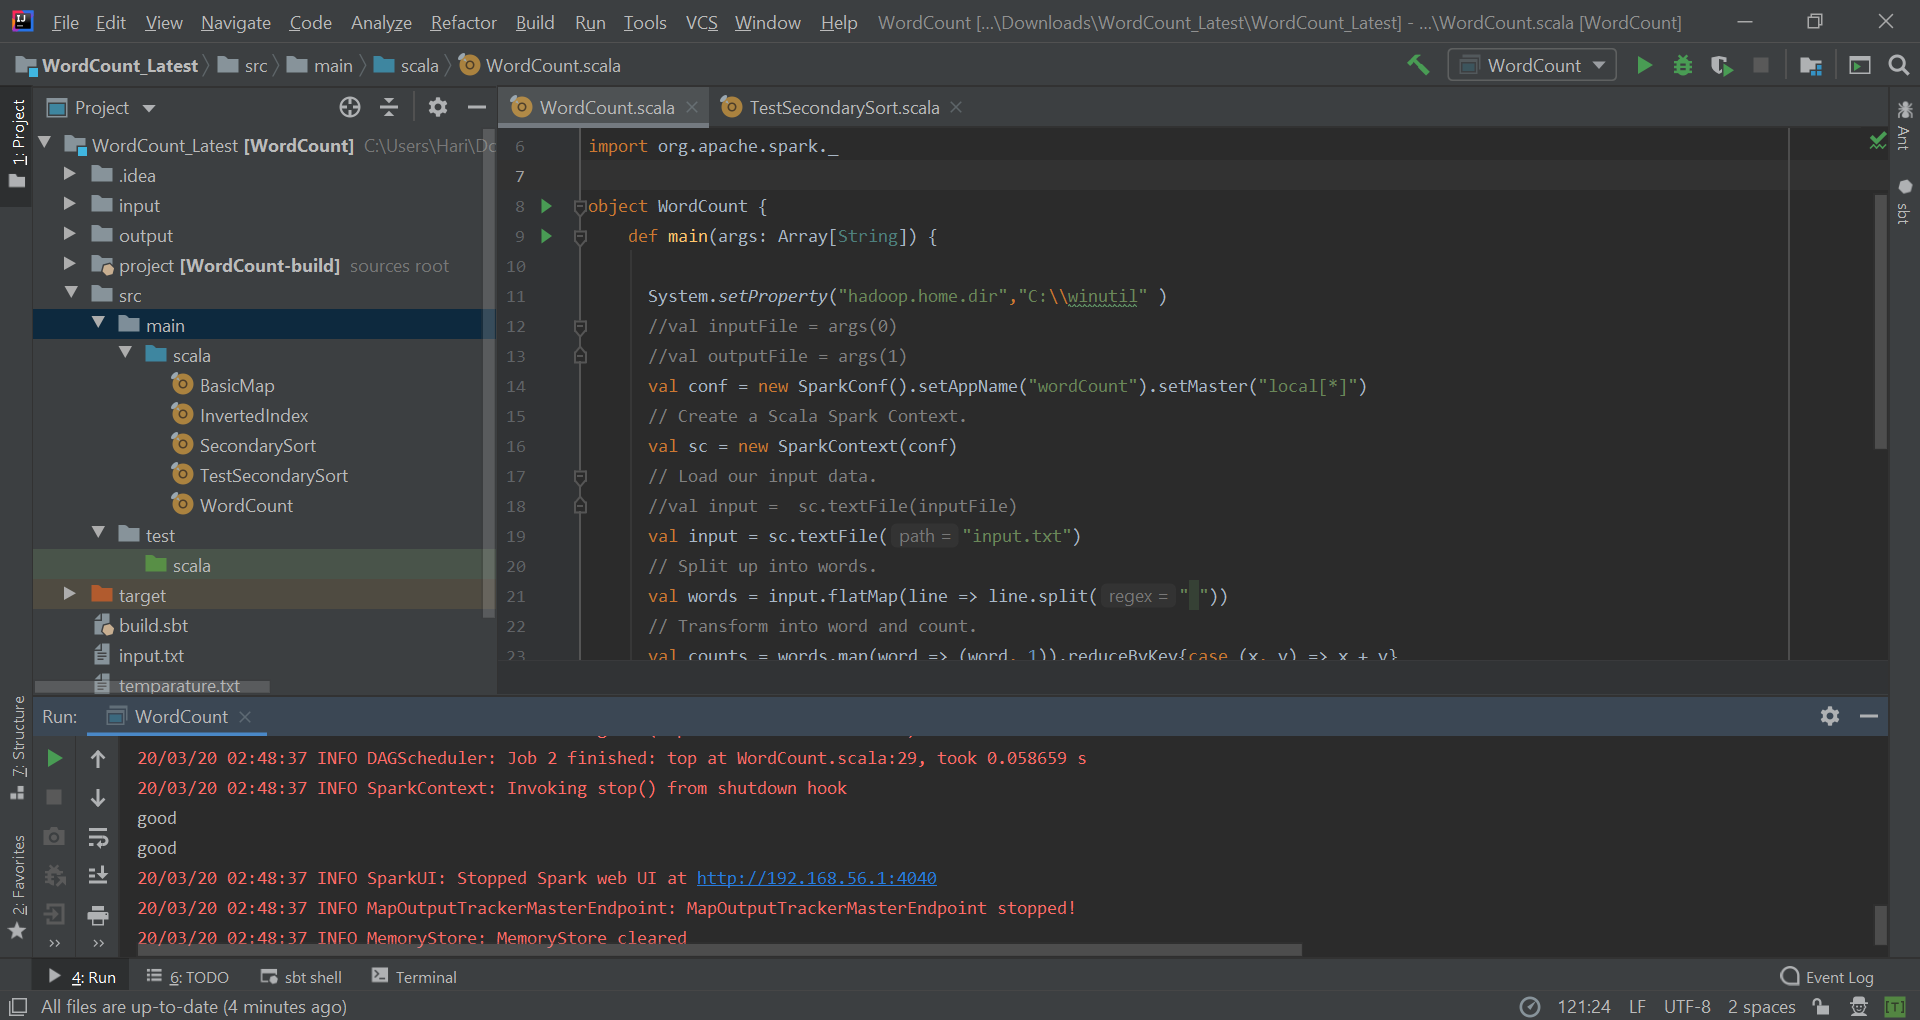 File Edit View Navigate Code Analyze Refactor Build Run Tools VCS Window Help WordCount [...\Downloads\WordCount_Latest\WordCount_Latest] - ...\WordCount.scala [WordCount]
WordCount_Latest src main scala WordCount.scala WordCount
1: Project
Project
WordCount_Latest [WordCount] C:\Users\Hari\Dc
.idea
input
output
project [WordCount-build] sources root
src
main
scala
BasicMap
InvertedIndex
SecondarySort
TestSecondarySort
WordCount
test
scala
target
build.sbt
input.txt
temparature.txt
WordCount.scala TestSecondarySort.scala
6 import org.apache.spark._
7
8 object WordCount {
9 def main(args: Array[String]) {
10
11 System.setProperty("hadoop.home.dir","C:\\winutil" )
12 //val inputFile = args(0)
13 //val outputFile = args(1)
14 val conf = new SparkConf().setAppName("wordCount").setMaster("local[*]")
15 // Create a Scala Spark Context.
16 val sc = new SparkContext(conf)
17 // Load our input data.
18 //val input =  sc.textFile(inputFile)
19 val input = sc.textFile( path = "input.txt")
20 // Split up into words.
21 val words = input.flatMap(line => line.split( regex = " "))
22 // Transform into word and count.
23 val counts = words.map(word => (word, 1)).reduceByKey{case (x, y) => x + y}
Ant
sbt
7: Structure
2: Favorites
Run: WordCount
20/03/20 02:48:37 INFO DAGScheduler: Job 2 finished: top at WordCount.scala:29, took 0.058659 s
20/03/20 02:48:37 INFO SparkContext: Invoking stop() from shutdown hook
good
good
20/03/20 02:48:37 INFO SparkUI: Stopped Spark web UI at http://192.168.56.1:4040
20/03/20 02:48:37 INFO MapOutputTrackerMasterEndpoint: MapOutputTrackerMasterEndpoint stopped!
20/03/20 02:48:37 INFO MemoryStore: MemoryStore cleared
4: Run 6: TODO sbt shell Terminal Event Log
All files are up-to-date (4 minutes ago) 121:24 LF UTF-8 2 spaces [T]